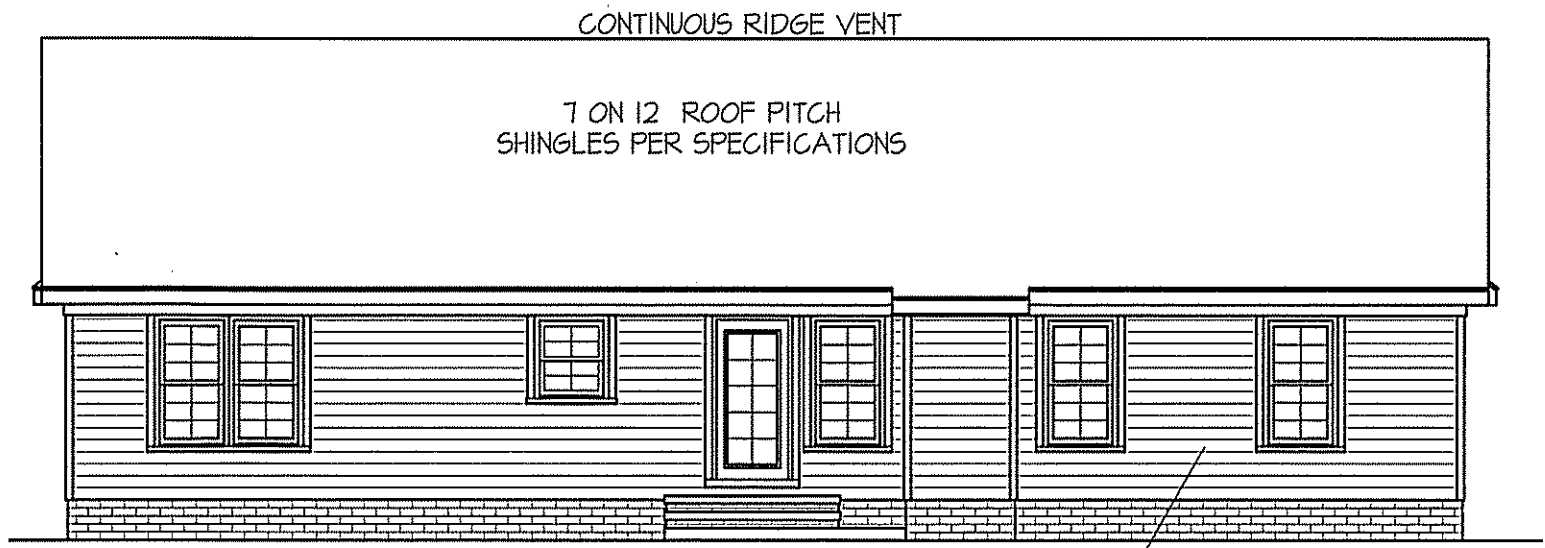 CONTINUOUS RIDGE VENT
7 ON 12 ROOF PITCH
SHINGLES PER SPECIFICATIONS